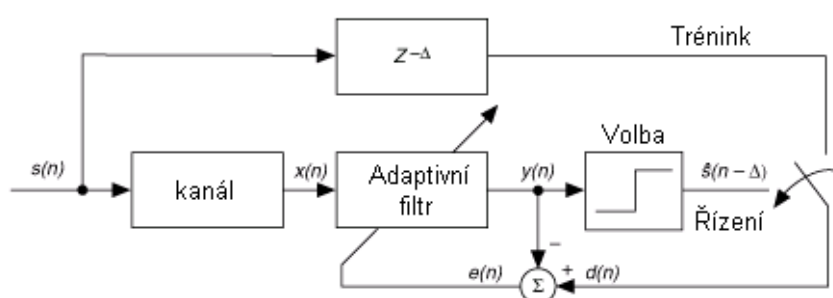 Trénink
Z−Δ
s(n)
kanál
x(n)
Adaptivní
filtr
y(n)
Volba
ŝ(n − Δ)
Řízení
−
e(n)
Σ
+
d(n)